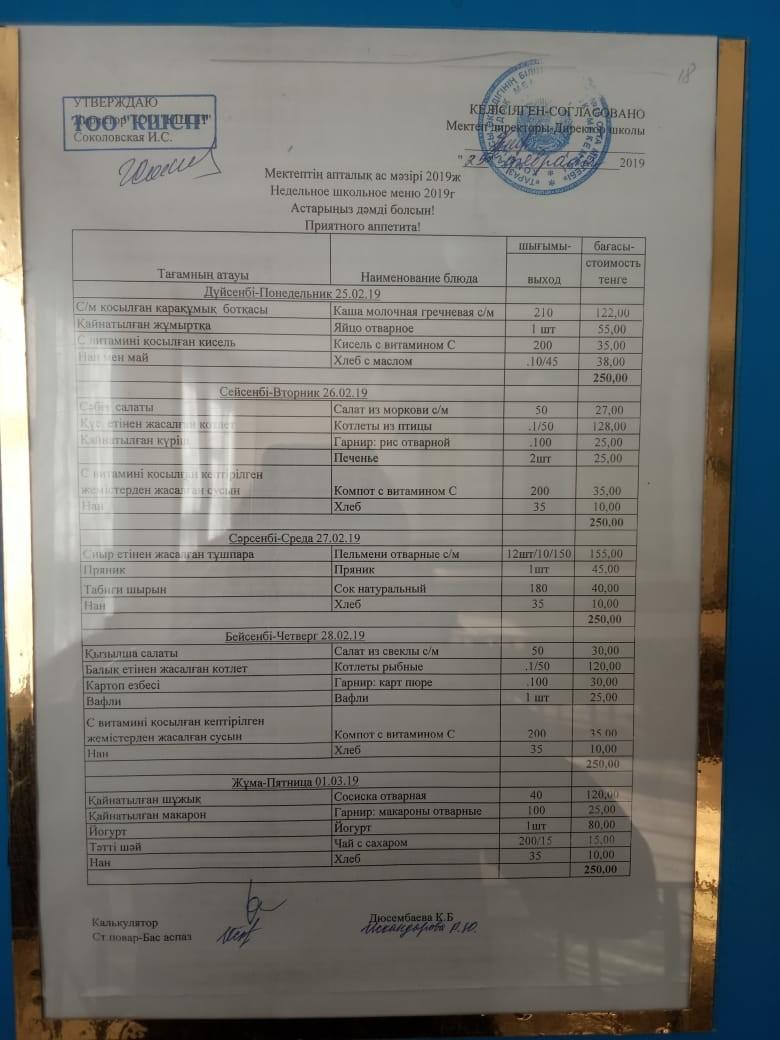 18
УТВЕРЖДАЮ
ТОО "КШСП"
Соколовская И.С.
КЕЛІСІЛГЕН-СОГЛАСОВАНО
Мектеп директоры-Директор школы
2019
Мектептің апталық ас мәзірі 2019ж
Недельное школьное меню 2019г
Астарыңыз дәмді болсын!
Приятного аппетита!
Тағамның атауы Наименование блюда шығымы- выход бағасы- стоимость тенге
Дүйсенбі-Понедельник 25.02.19
С/м қосылған қарақұмық ботқасы Каша молочная гречневая с/м 210 122,00
Қайнатылған жұмыртқа Яйцо отварное 1 шт 55,00
С витамині қосылған кисель Кисель с витамином С 200 35,00
Нан мен май Хлеб с маслом .10/45 38,00
250,00
Сейсенбі-Вторник 26.02.19
Сәбіз салаты Салат из моркови с/м 50 27,00
Құс етінен жасалған котлет Котлеты из птицы .1/50 128,00
Қайнатылған күріш Гарнир: рис отварной .100 25,00
Печенье 2шт 25,00
С витамині қосылған кептірілген
жемістерден жасалған сусын Компот с витамином С 200 35,00
Нан Хлеб 35 10,00
250,00
Сәрсенбі-Среда 27.02.19
Сиыр етінен жасалған тұшпара Пельмени отварные с/м 12шт/10/150 155,00
Пряник Пряник 1шт 45,00
Табиғи шырын Сок натуральный 180 40,00
Нан Хлеб 35 10,00
250,00
Бейсенбі-Четверг 28.02.19
Қызылша салаты Салат из свеклы с/м 50 30,00
Балық етінен жасалған котлет Котлеты рыбные .1/50 120,00
Картоп езбесі Гарнир: карт пюре .100 30,00
Вафли Вафли 1 шт 25,00
С витамині қосылған кептірілген
жемістерден жасалған сусын Компот с витамином С 200 35,00
Нан Хлеб 35 10,00
250,00
Жұма-Пятница 01.03.19
Қайнатылған шұжық Сосиска отварная 40 120,00
Қайнатылған макарон Гарнир: макароны отварные 100 25,00
Йогурт Йогурт 1шт 80,00
Тәтті шәй Чай с сахаром 200/15 15,00
Нан Хлеб 35 10,00
250,00
Калькулятор Дюсембаева Қ.Б
Ст.повар-Бас аспаз Искандарова Р.Ю.